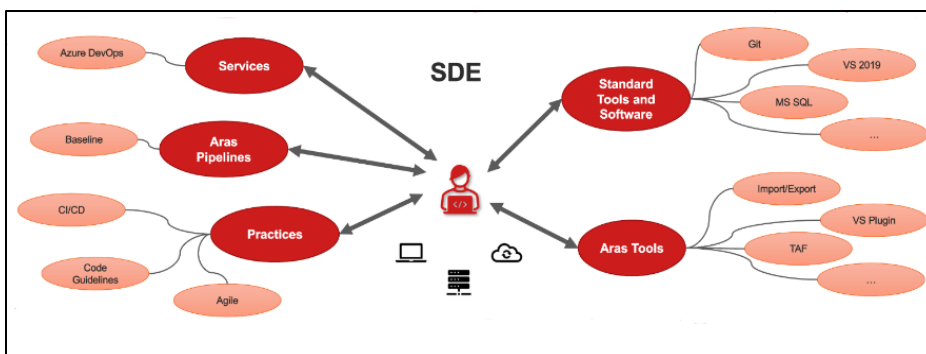 SDE
Azure DevOps
Services
Baseline
Aras
Pipelines
CI/CD
Code
Guidelines
Agile
Practices
</>
Standard
Tools and
Software
Git
VS 2019
MS SQL
...
Aras Tools
Import/Export
VS Plugin
TAF
...